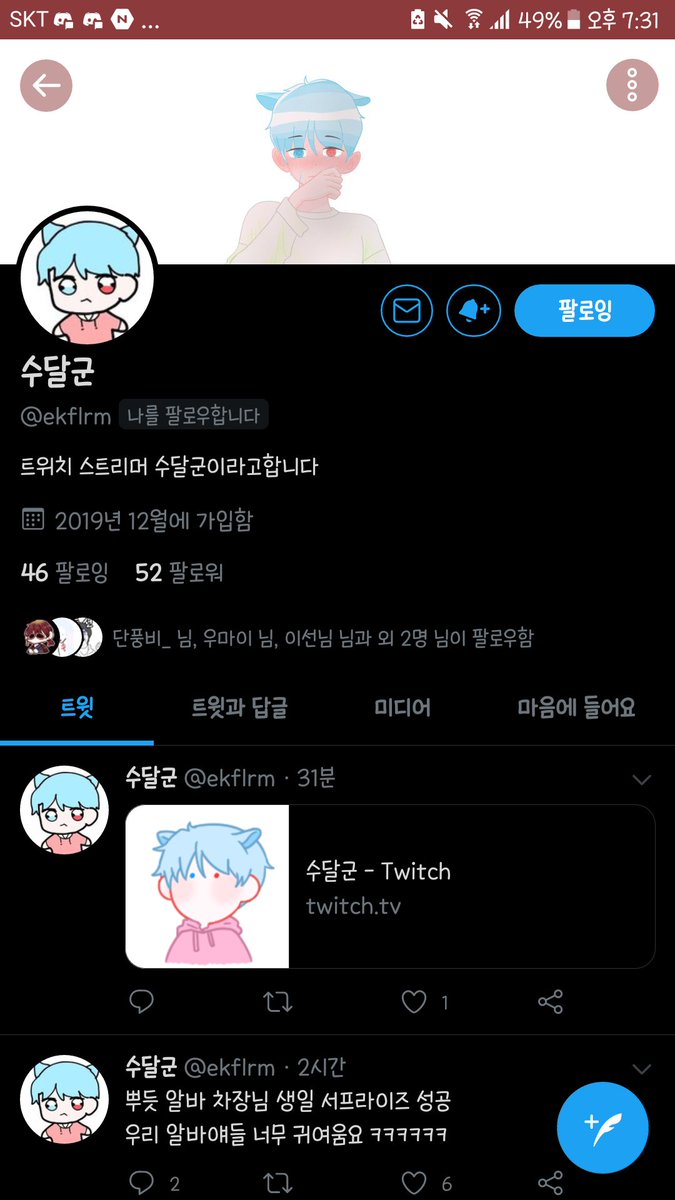 SKT N ... 49% 오후 7:31
팔로잉
수달군
@ekflrm 나를 팔로우합니다
트위치 스트리머 수달군이라고합니다
2019년 12월에 가입함
46 팔로잉 52 팔로워
단풍비_ 님, 우마이 님, 이선님 님과 외 2명 님이 팔로우함
트윗 트윗과 답글 미디어 마음에 들어요
수달군 @ekflrm · 31분
수달군 - Twitch
twitch.tv
1
수달군 @ekflrm · 2시간
뿌듯 알바 차장님 생일 서프라이즈 성공
우리 알바얘들 너무 귀여움요 ㅋㅋㅋㅋㅋㅋ
2 6